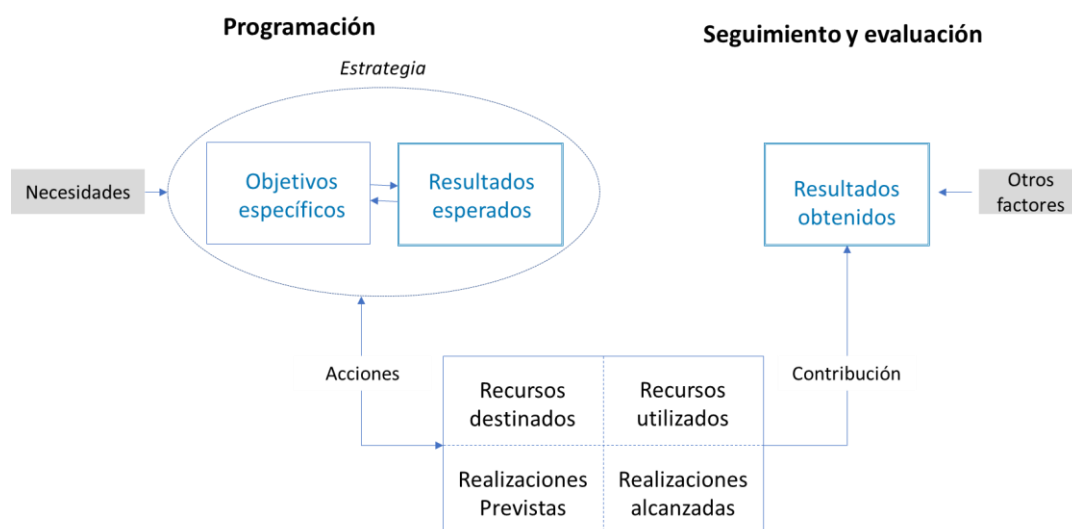 Programación
Seguimiento y evaluación
Estrategia
Necesidades
Objetivos
específicos
Resultados
esperados
Resultados
obtenidos
Otros
factores
Acciones
Contribución
Recursos
destinados
Recursos
utilizados
Realizaciones
Previstas
Realizaciones
alcanzadas